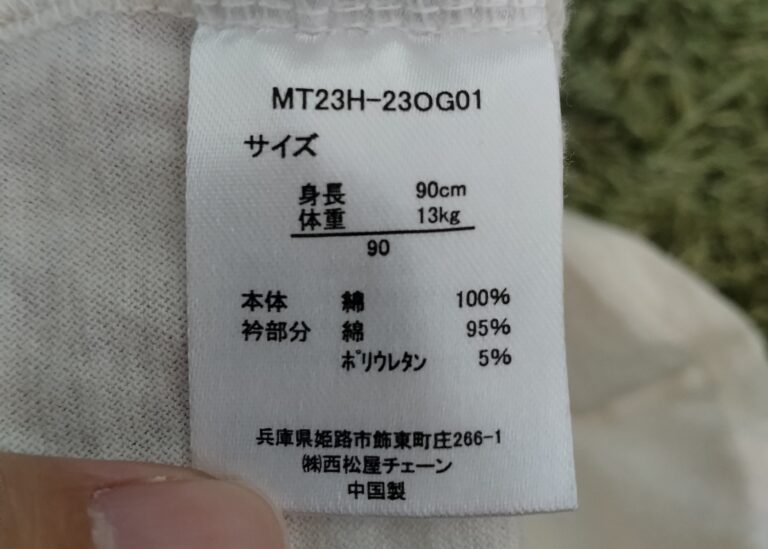 MT23H-23OG01
サイズ
身長 90cm
体重 13kg
90
本体 綿 100%
衿部分 綿 95%
ﾎﾟﾘｳﾚﾀﾝ 5%
兵庫県姫路市飾東町庄266-1
㈱西松屋チェーン
中国製